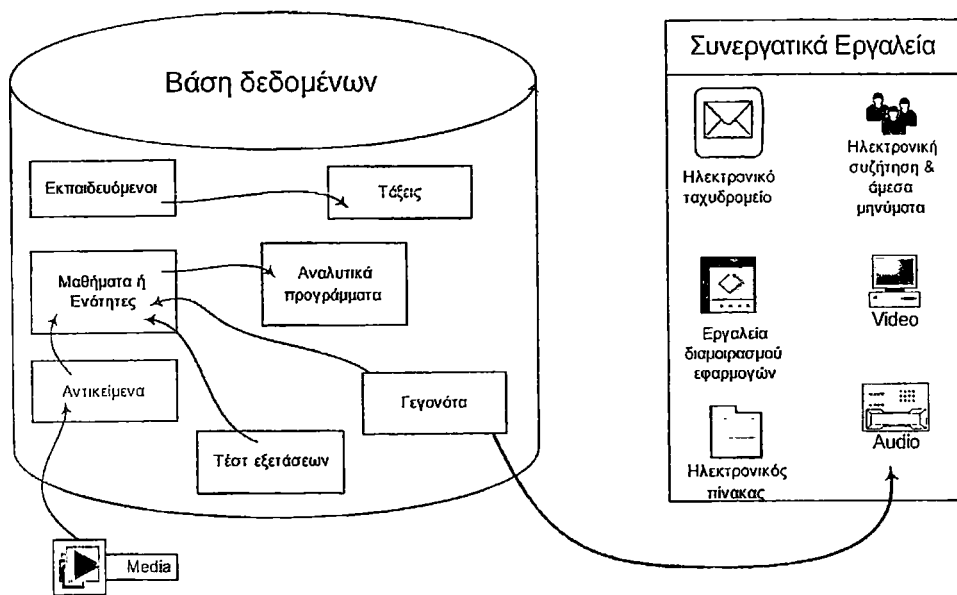 Βάση δεδομένων
Εκπαιδευόμενοι
Τάξεις
Μαθήματα ή
Ενότητες
Αναλυτικά
προγράμματα
Αντικείμενα
Γεγονότα
Τέστ εξετάσεων
Media
Συνεργατικά Εργαλεία
Ηλεκτρονικό
ταχυδρομείο
Ηλεκτρονική
συζήτηση &
άμεσα
μηνύματα
Εργαλεία
διαμοιρασμού
εφαρμογών
Video
Ηλεκτρονικός
πίνακας
Audio